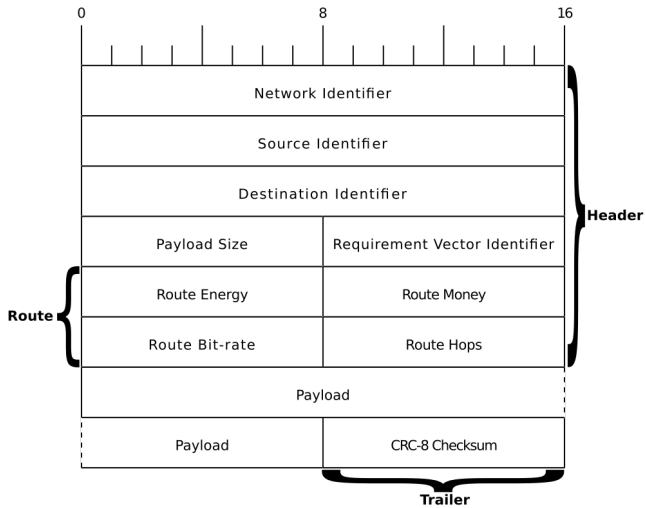 0 8 16
Network Identifier
Source Identifier
Destination Identifier
Header
Payload Size Requirement Vector Identifier
Route Energy Route Money
Route
Route Bit-rate Route Hops
Payload
Payload CRC-8 Checksum
Trailer